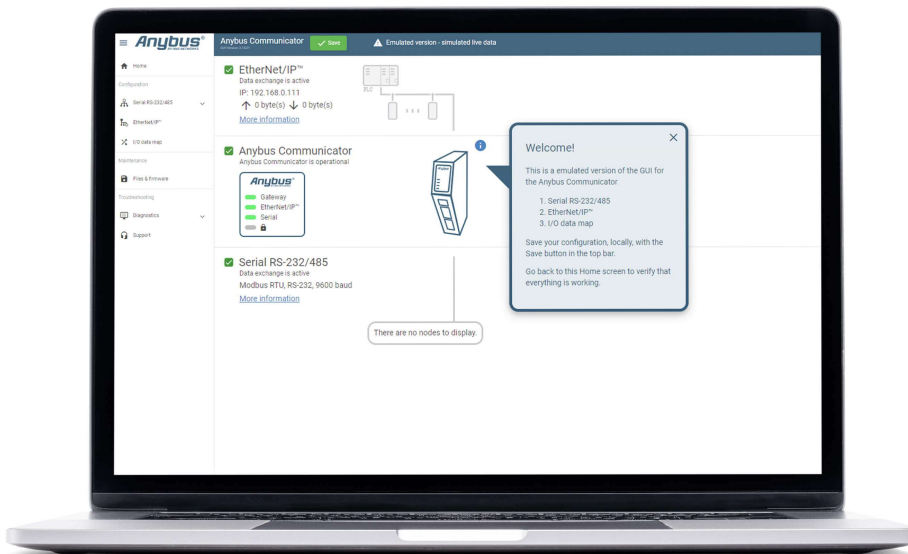 Anybus®
BY HMS NETWORKS
Anybus Communicator
Save
Emulated version - simulated live data
Home
Configuration
Serial RS-232/485
EtherNet/IP™
I/O data map
Maintenance
Files & firmware
Troubleshooting
Diagnostics
Support
EtherNet/IP™
Data exchange is active
IP: 192.168.0.111
0 byte(s) 0 byte(s)
More information
PLC
Anybus Communicator
Anybus Communicator is operational
Anybus®
Gateway
EtherNet/IP™
Serial
Serial RS-232/485
Data exchange is active
Modbus RTU, RS-232, 9600 baud
More information
There are no nodes to display.
Welcome!
This is a emulated version of the GUI for
the Anybus Communicator
1. Serial RS-232/485
2. EtherNet/IP™
3. I/O data map
Save your configuration, locally, with the
Save button in the top bar.
Go back to this Home screen to verify that
everything is working.